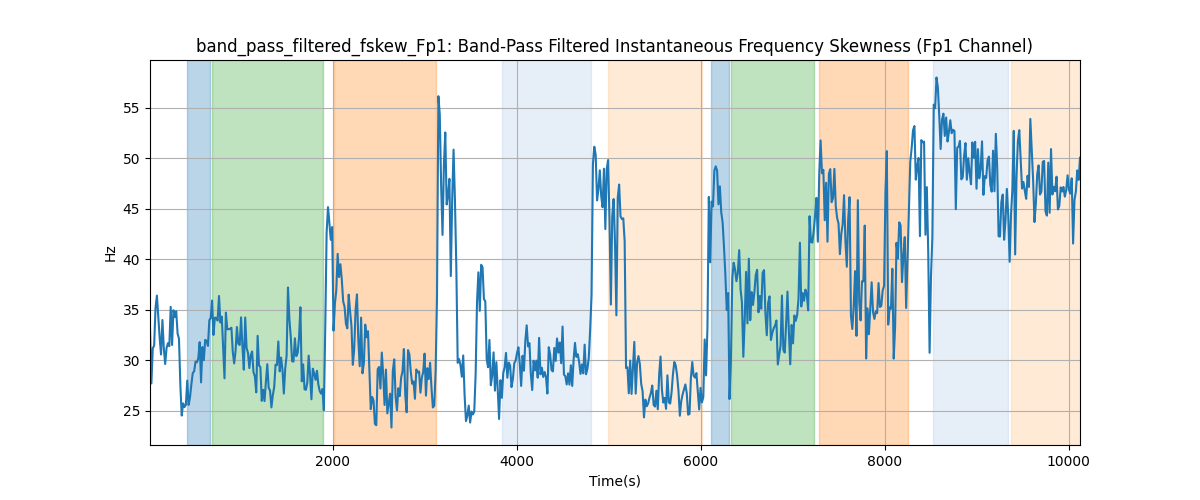 band_pass_filtered_fskew_Fp1: Band-Pass Filtered Instantaneous Frequency Skewness (Fp1 Channel)
55
50
45
40
35
30
25
Hz
2000 4000 6000 8000 10000
Time(s)